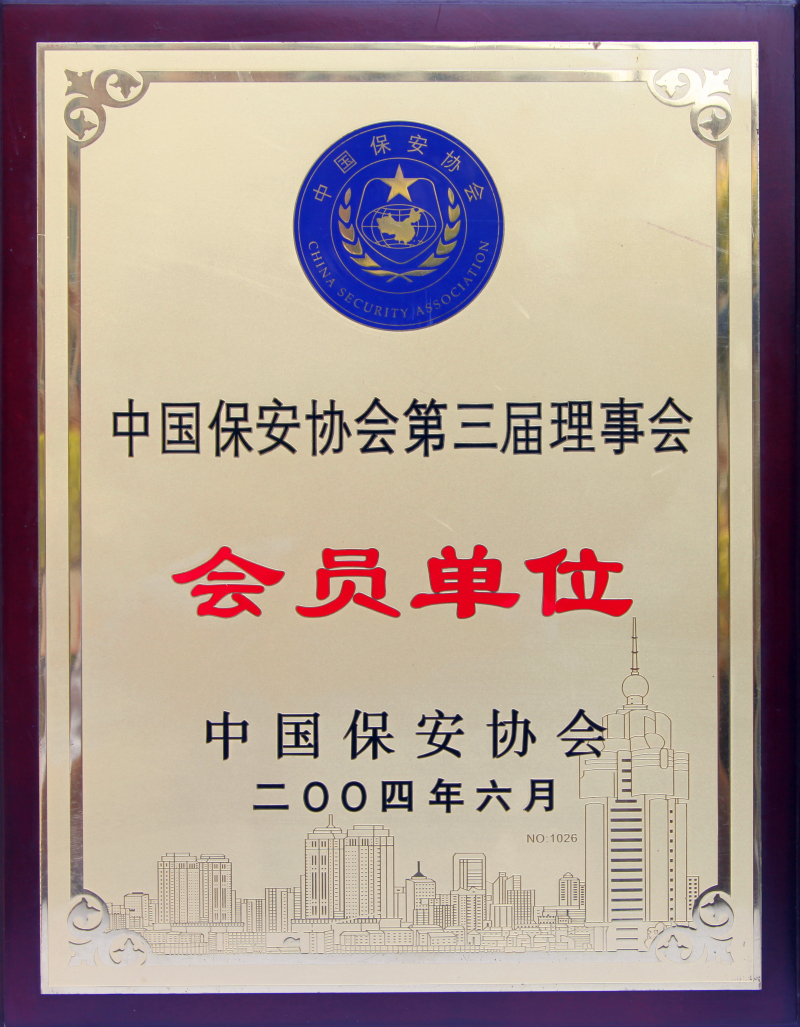 中国保安协会
CHINA SECURITY ASSOCIATION
中国保安协会第三届理事会
会员单位
中国保安协会
二〇〇四年六月
NO:1026